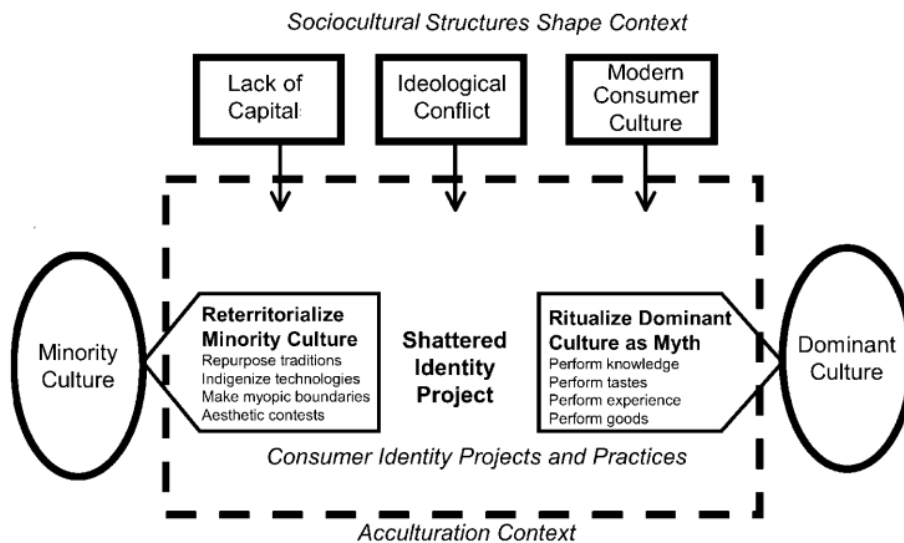 Sociocultural Structures Shape Context
Lack of
Capitals
Ideological
Conflict
Modern
Consumer
Culture
Minority
Culture
Reterritorialize
Minority Culture
Repurpose traditions
Indigenize technologies
Make myopic boundaries
Aesthetic contests
Shattered
Identity
Project
Ritualize Dominant
Culture as Myth
Perform knowledge
Perform tastes
Perform experience
Perform goods
Dominant
Culture
Consumer Identity Projects and Practices
Acculturation Context